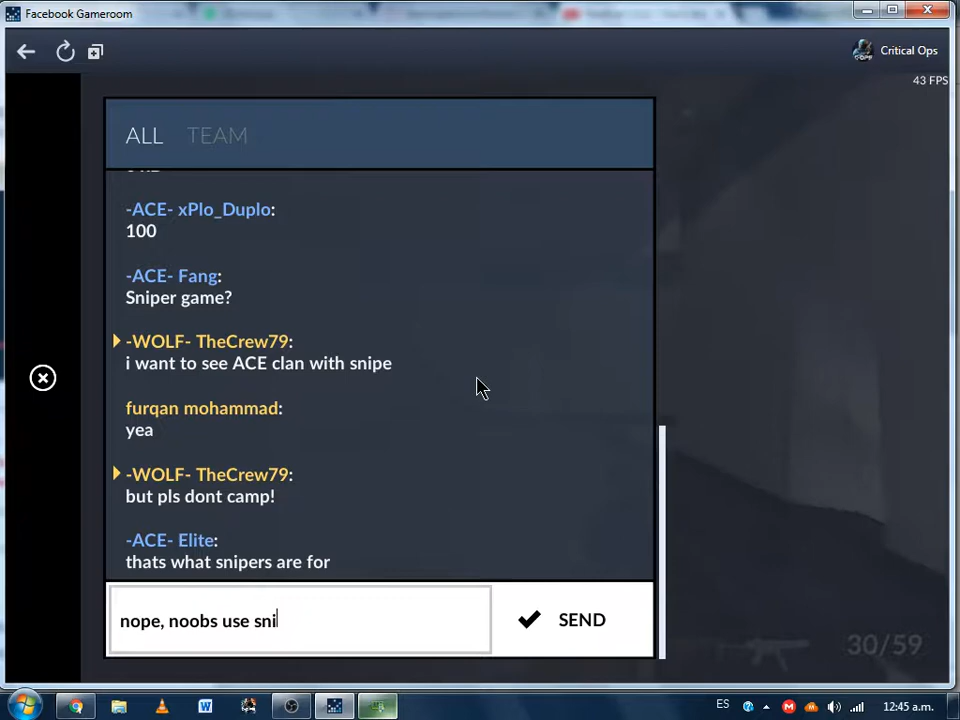 Facebook Gameroom
Critical Ops
43 FPS
ALL TEAM
-ACE- xPlo_Duplo:
100
-ACE- Fang:
Sniper game?
-WOLF- TheCrew79:
i want to see ACE clan with snipe
furqan mohammad:
yea
-WOLF- TheCrew79:
but pls dont camp!
-ACE- Elite:
thats what snipers are for
nope, noobs use sni
SEND
30/59
ES
12:45 a.m.